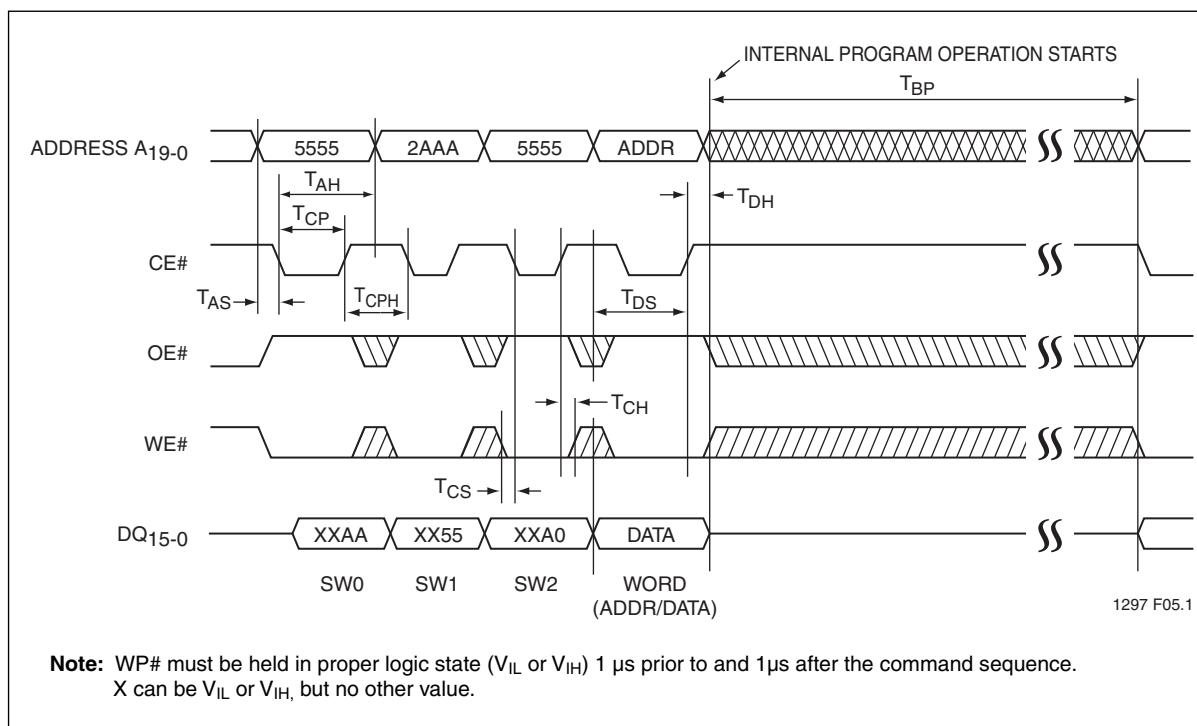 INTERNAL PROGRAM OPERATION STARTS
TBP
ADDRESS A19-0
5555
2AAA
5555
ADDR
TAH
TDH
TCP
CE#
TAS
TCPH
TDS
OE#
TCH
WE#
TCS
DQ15-0
XXAA
XX55
XXA0
DATA
SW0
SW1
SW2
WORD
(ADDR/DATA)
1297 F05.1
Note: WP# must be held in proper logic state (VIL or VIH) 1 µs prior to and 1µs after the command sequence.
X can be VIL or VIH, but no other value.